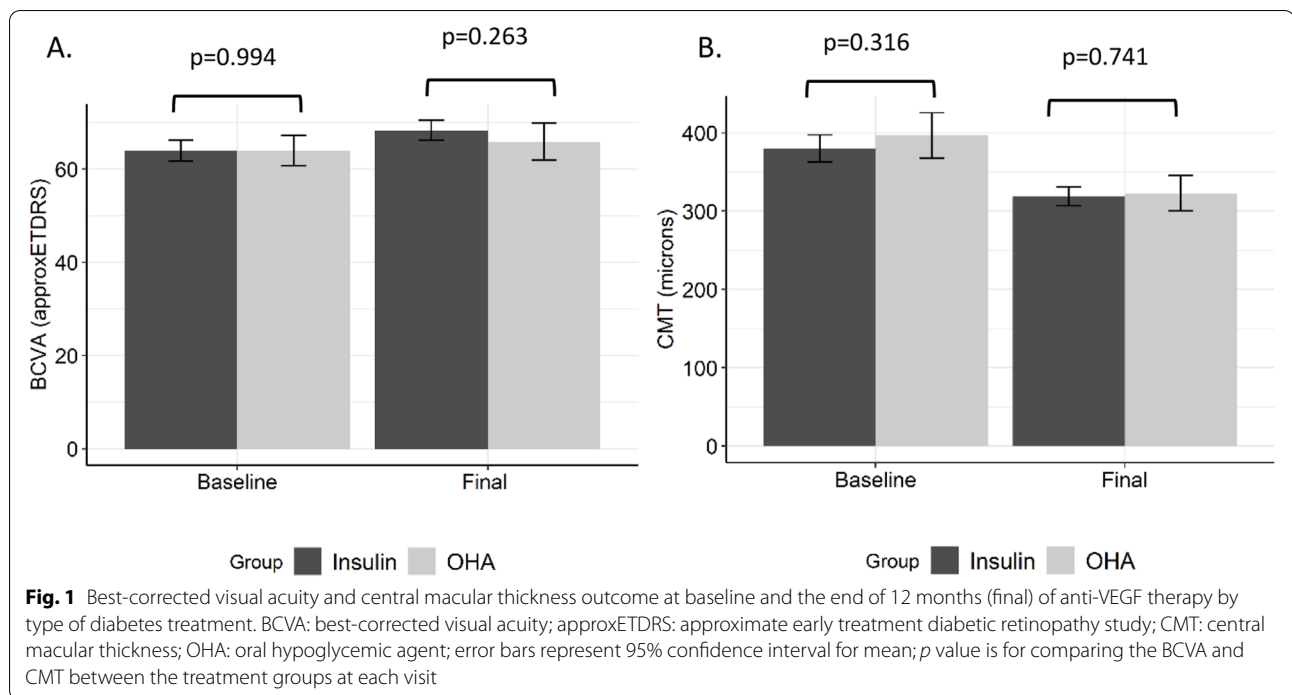 A.
p=0.994
p=0.263
BCVA (approxETDRS)
60
40
20
0
Baseline
Final
Group Insulin OHA
B.
p=0.316
p=0.741
CMT (microns)
400
300
200
100
0
Baseline
Final
Group Insulin OHA
Fig. 1 Best-corrected visual acuity and central macular thickness outcome at baseline and the end of 12 months (final) of anti-VEGF therapy by
type of diabetes treatment. BCVA: best-corrected visual acuity; approxETDRS: approximate early treatment diabetic retinopathy study; CMT: central
macular thickness; OHA: oral hypoglycemic agent; error bars represent 95% confidence interval for mean; p value is for comparing the BCVA and
CMT between the treatment groups at each visit